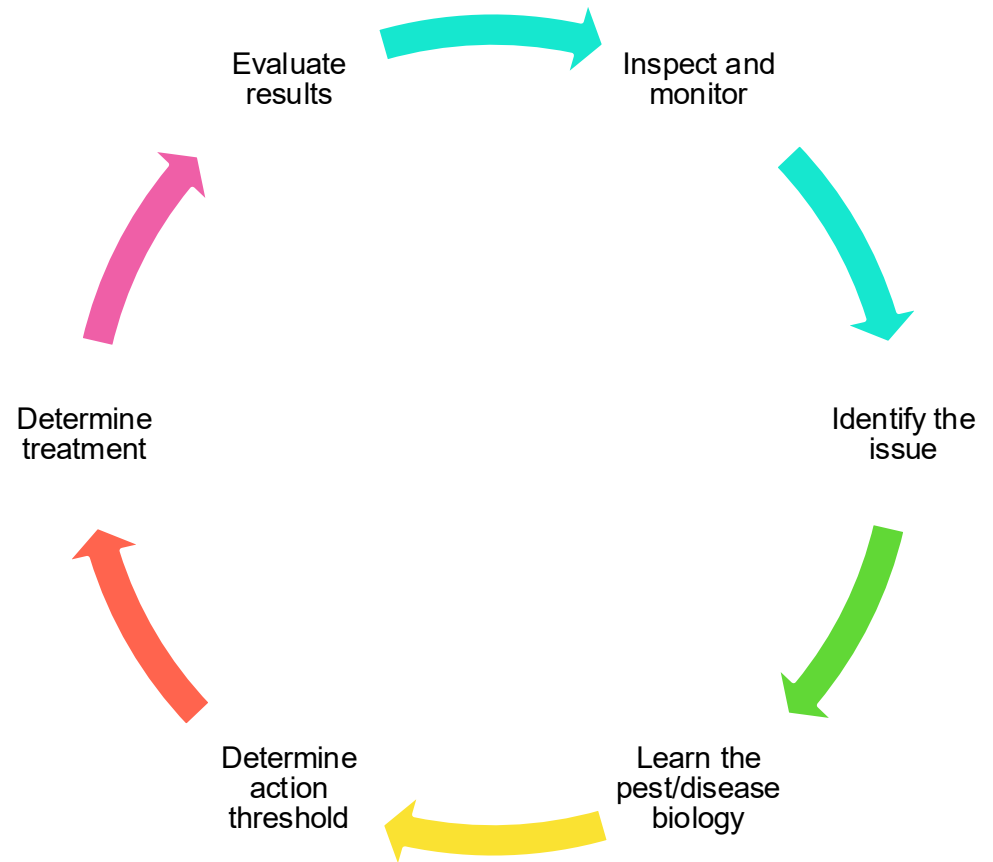 Evaluate
results
Inspect and
monitor
Identify the
issue
Learn the
pest/disease
biology
Determine
action
threshold
Determine
treatment